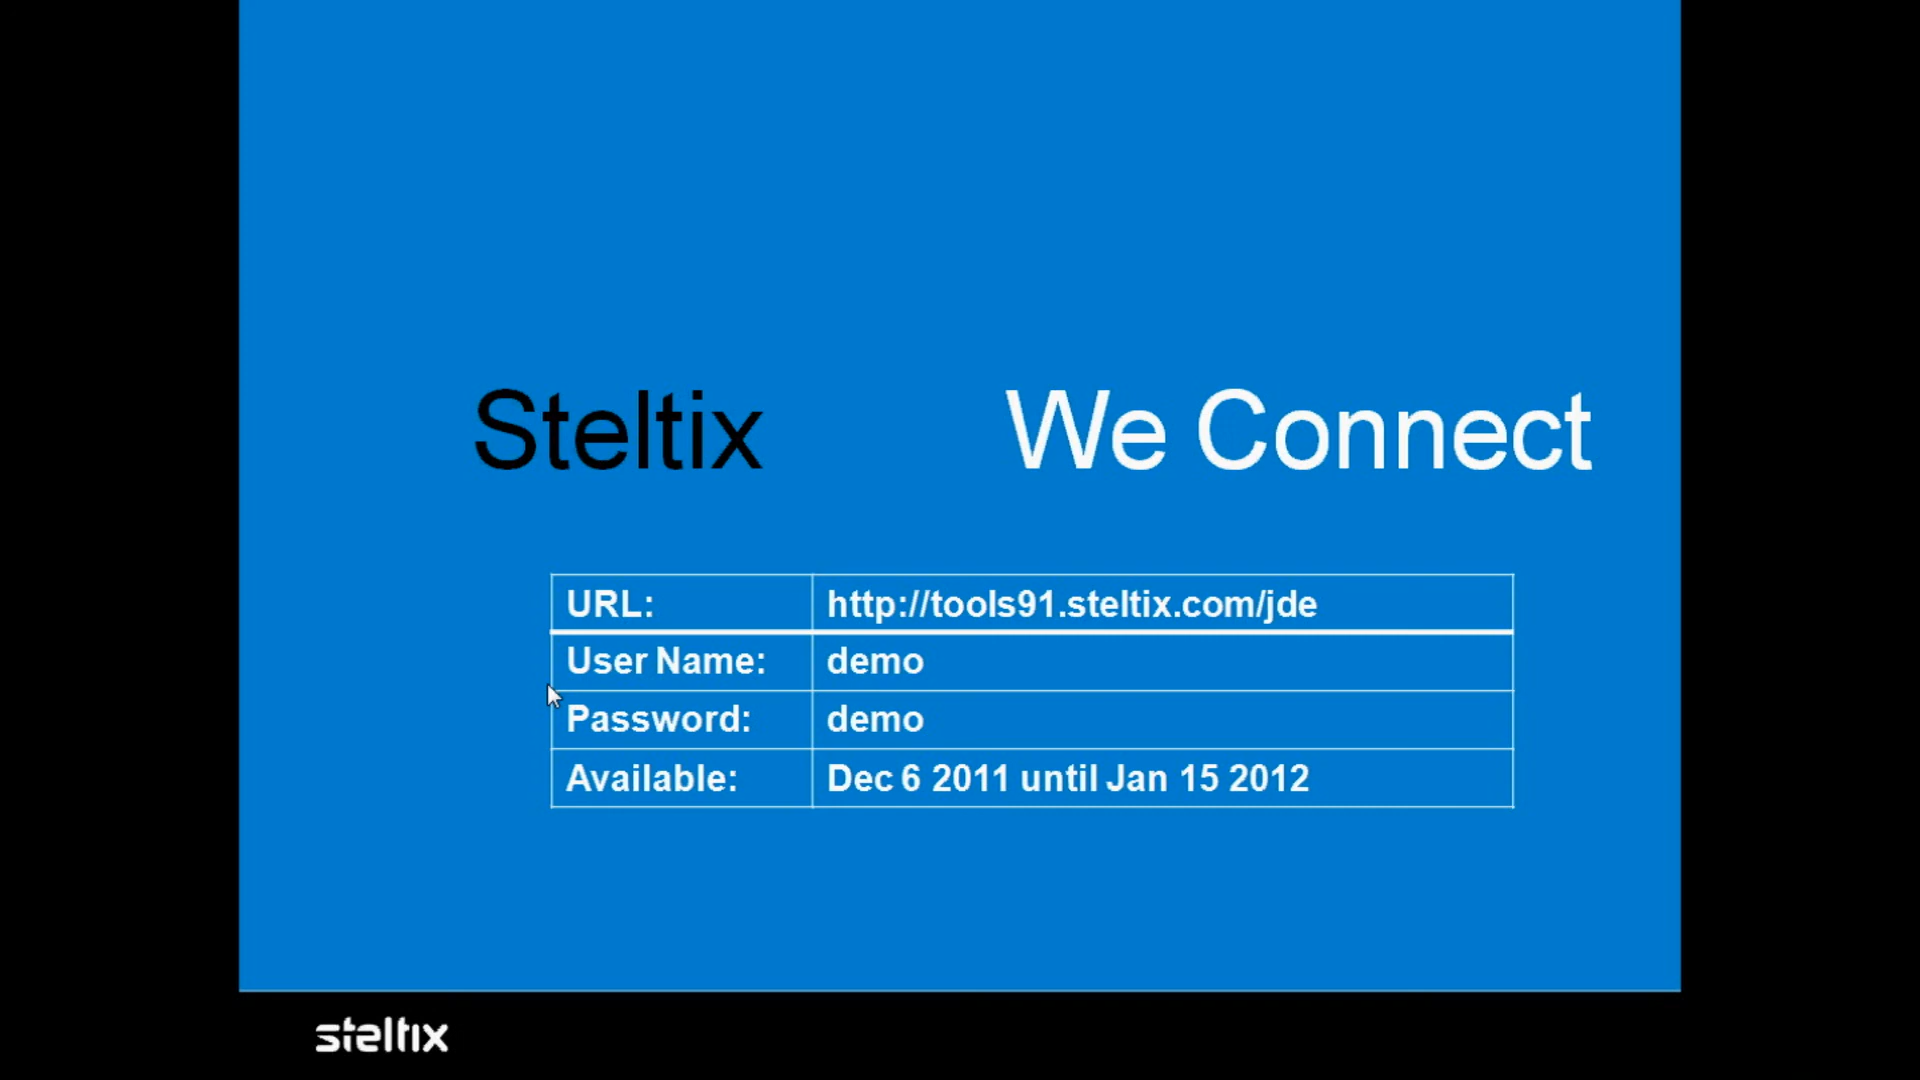 Steltix We Connect
URL: http://tools91.steltix.com/jde
User Name: demo
Password: demo
Available: Dec 6 2011 until Jan 15 2012
steltix